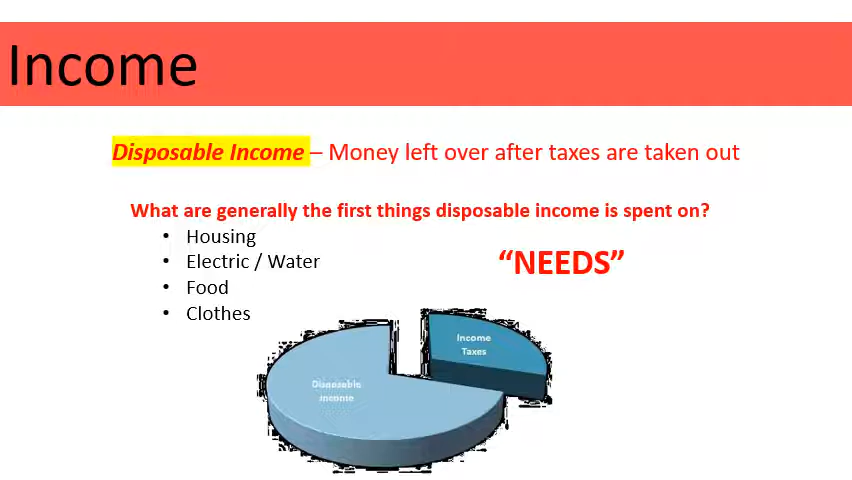 Income
Disposable Income – Money left over after taxes are taken out
What are generally the first things disposable income is spent on?
• Housing
• Electric / Water
• Food
• Clothes
“NEEDS”
Income
Taxes
Disposable
Income